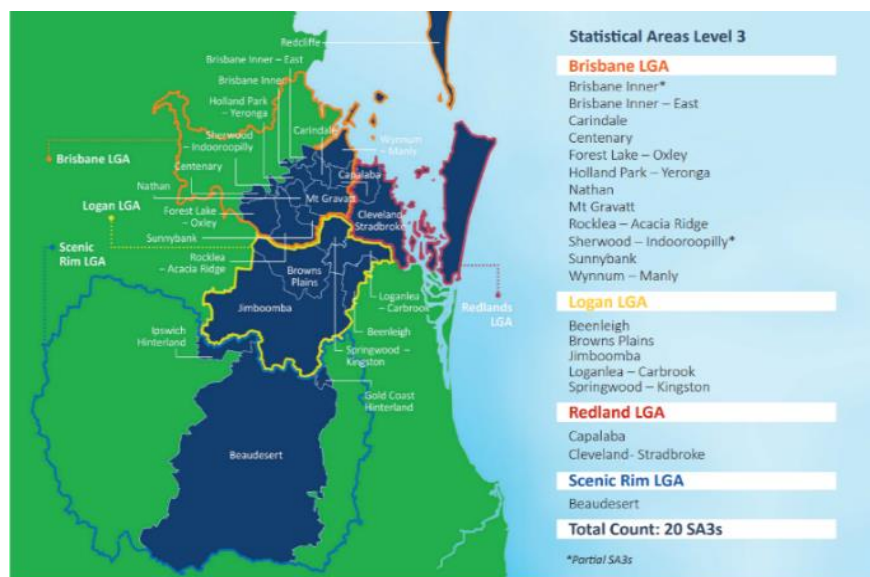 Redcliffe
Brisbane Inner – East
Brisbane Inner
Holland Park
– Yeronga
Sherwood
– Indooroopilly
Carindale
Wynnum
– Manly
Brisbane LGA
Centenary
Capalaba
Nathan
Mt Gravatt
Logan LGA
Forest Lake –
Oxley
Cleveland
Stradbroke
Sunnybank
Scenic
Rim LGA
Rocklea
– Acacia Ridge
Browns
Plains
Loganlea
– Carbrook
Redlands
LGA
Jimboomba
Ipswich
Hinterland
Beenleigh
Springwood –
Kingston
Gold Coast
Hinterland
Beaudesert
Statistical Areas Level 3
Brisbane LGA
Brisbane Inner*
Brisbane Inner – East
Carindale
Centenary
Forest Lake – Oxley
Holland Park – Yeronga
Nathan
Mt Gravatt
Rocklea – Acacia Ridge
Sherwood – Indooroopilly*
Sunnybank
Wynnum – Manly
Logan LGA
Beenleigh
Browns Plains
Jimboomba
Loganlea – Carbrook
Springwood – Kingston
Redland LGA
Capalaba
Cleveland- Stradbroke
Scenic Rim LGA
Beaudesert
Total Count: 20 SA3s
*Partial SA3s